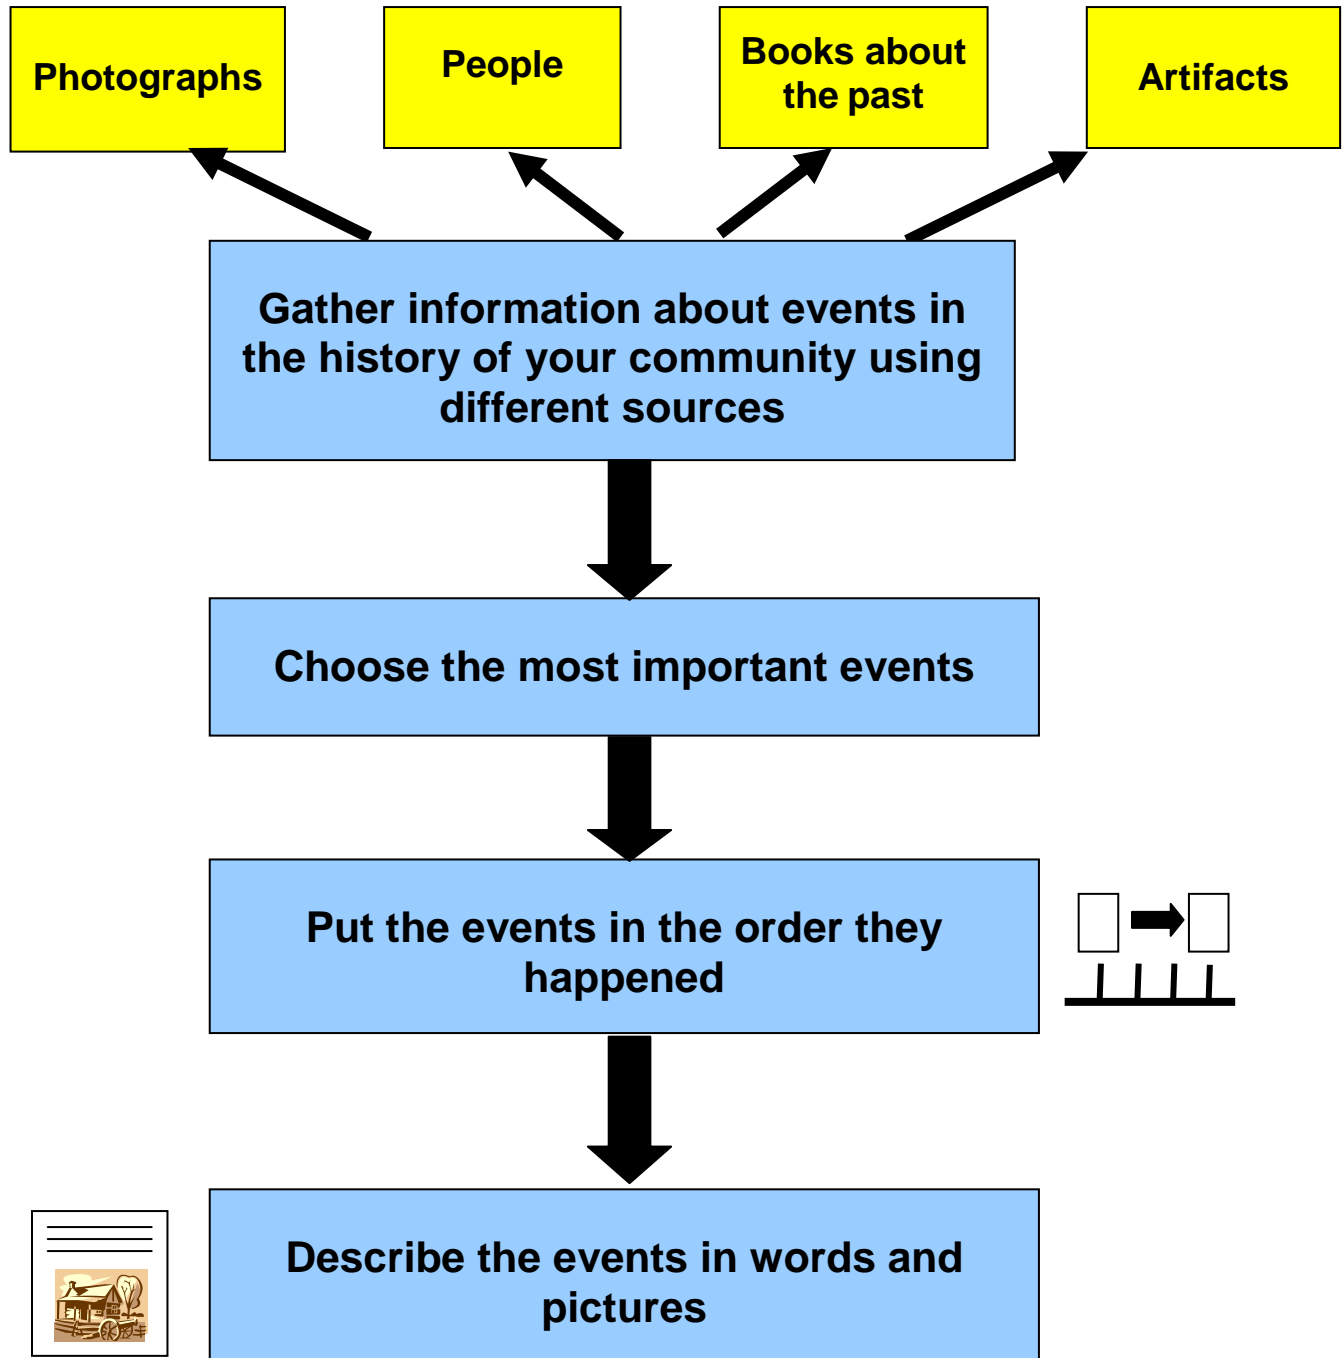 Photographs
People
Books about
the past
Artifacts
Gather information about events in
the history of your community using
different sources
Choose the most important events
Put the events in the order they
happened
Describe the events in words and
pictures